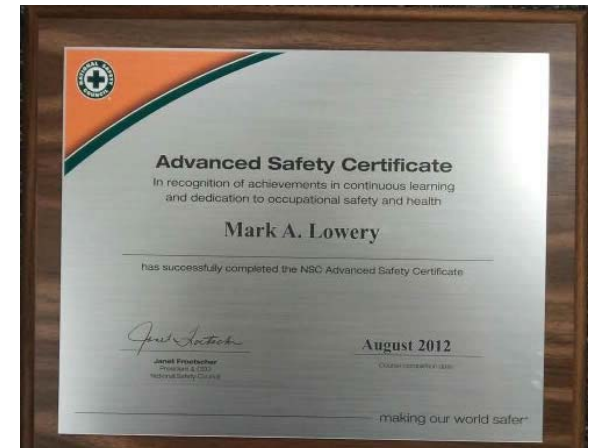 NATIONAL SAFETY COUNCIL
Advanced Safety Certificate
In recognition of achievements in continuous learning
and dedication to occupational safety and health
Mark A. Lowery
has successfully completed the NSC Advanced Safety Certificate
Janet Froetscher
August 2012
Janet Froetscher
President & CEO
National Safety Council
Course completion date
making our world safer